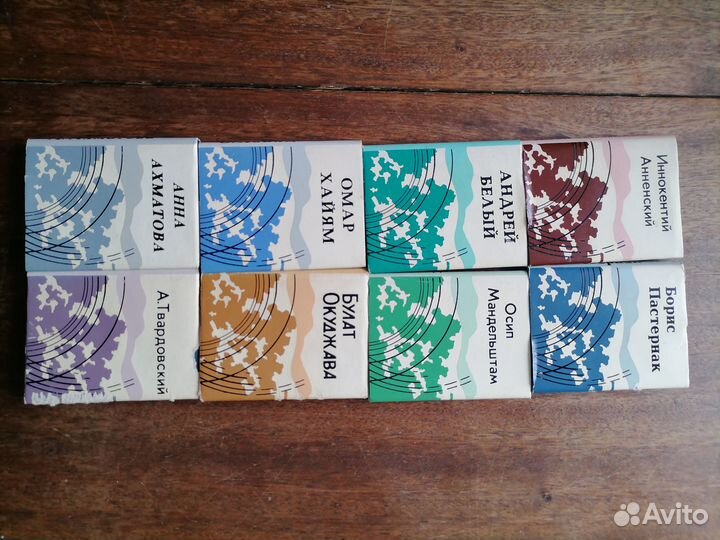 АННА
АХМАТОВА
ОМАР
ХАЙЯМ
АНДРЕЙ
БЕЛЫЙ
Иннокентий
Анненский
А.Твардовский
БУЛАТ
ОКУДЖАВА
Осип
Мандельштам
Борис
Пастернак
Avito